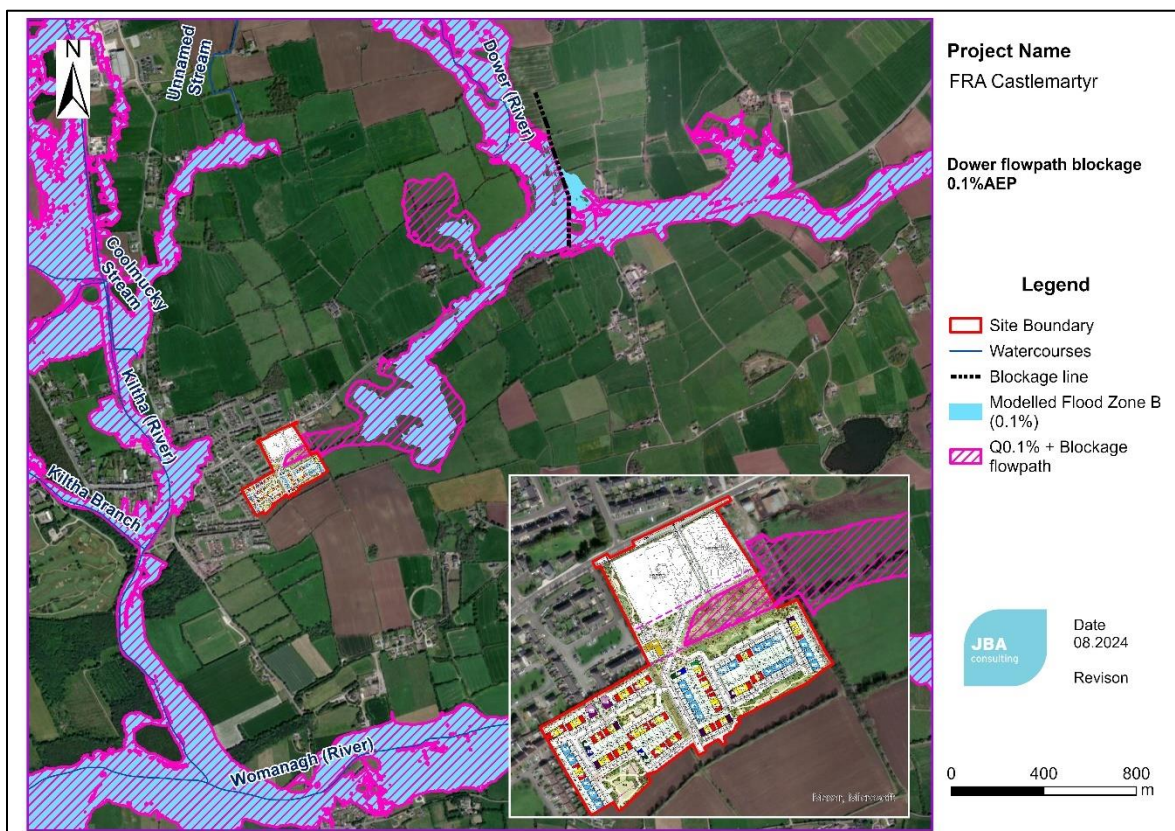 N
Unnamed
Stream
Dower (River)
Coolmucky
Stream
Kiltha (River)
Kiltha Branch
Womanagh (River)
Maxar, Microsoft
Project Name
FRA Castlemartyr
Dower flowpath blockage
0.1%AEP
Legend
Site Boundary
Watercourses
Blockage line
Modelled Flood Zone B
(0.1%)
Q0.1% + Blockage
flowpath
JBA
consulting
Date
08.2024
Revison
0 400 800
m